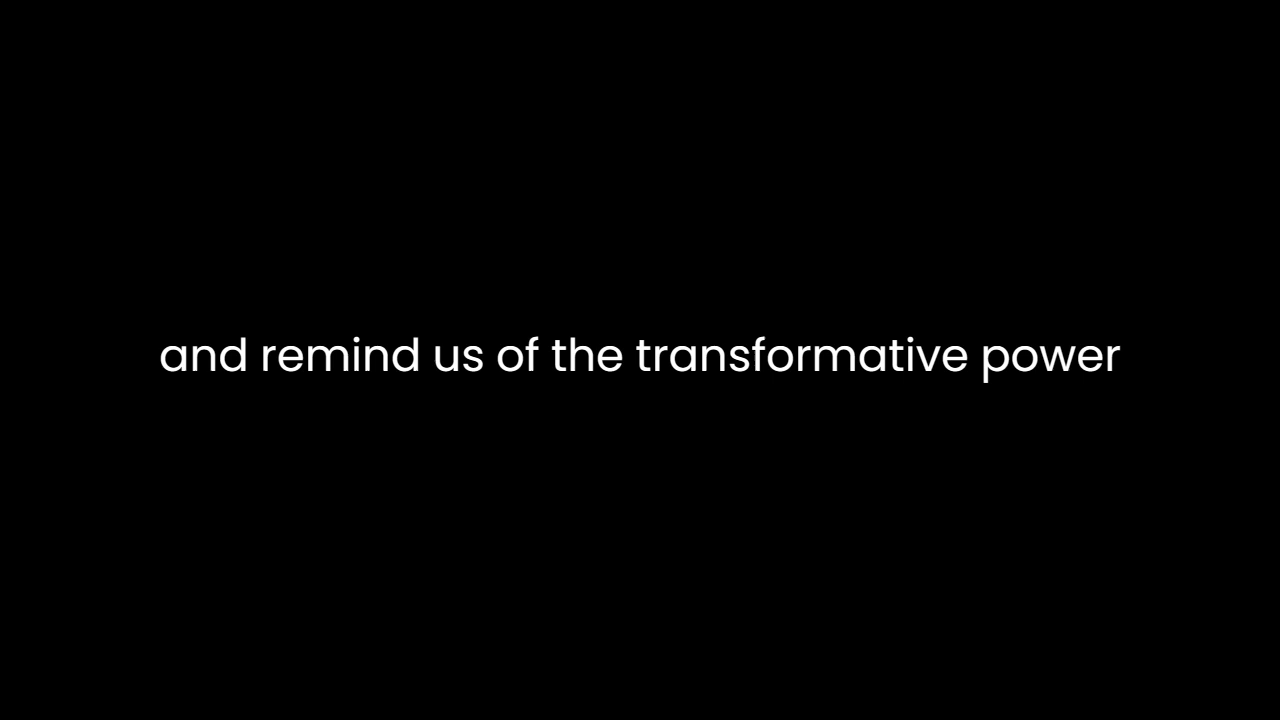 and remind us of the transformative power